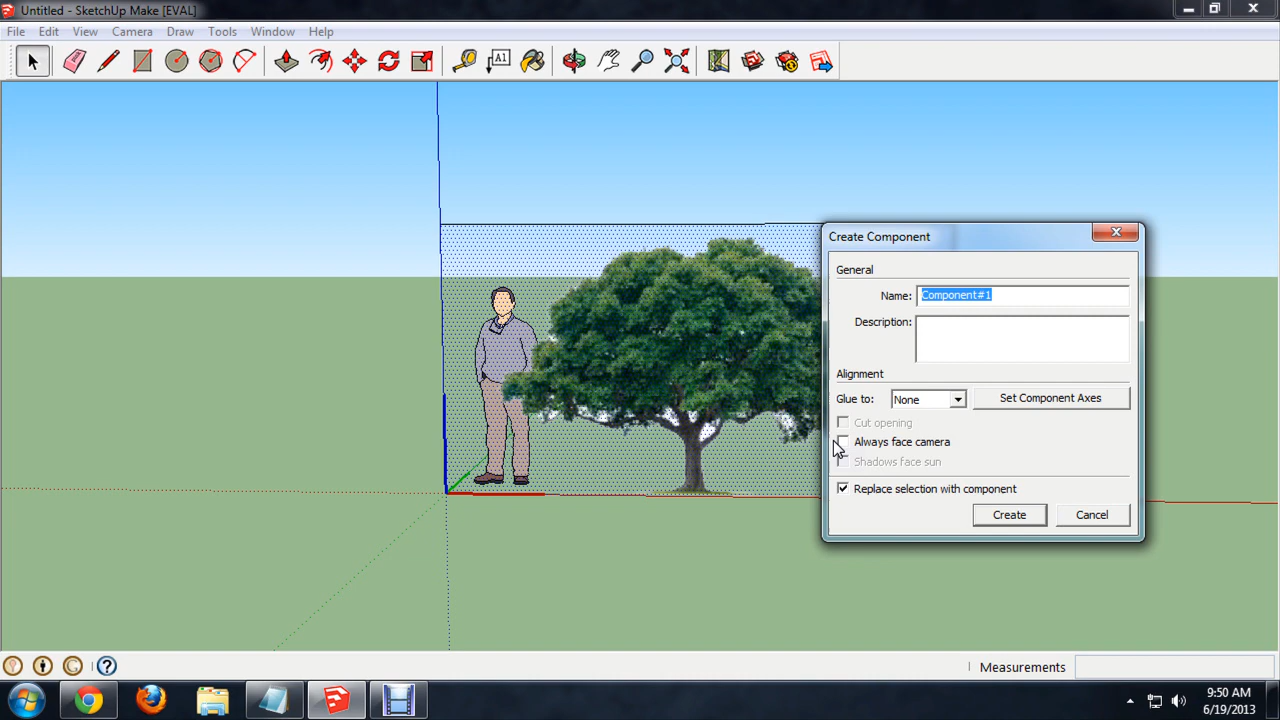 Untitled - SketchUp Make [EVAL]
File Edit View Camera Draw Tools Window Help
A1
Create Component
General
Name: Component#1
Description:
Alignment
Glue to: None Set Component Axes
Cut opening
Always face camera
Shadows face sun
Replace selection with component
Create Cancel
Measurements
9:50 AM
6/19/2013